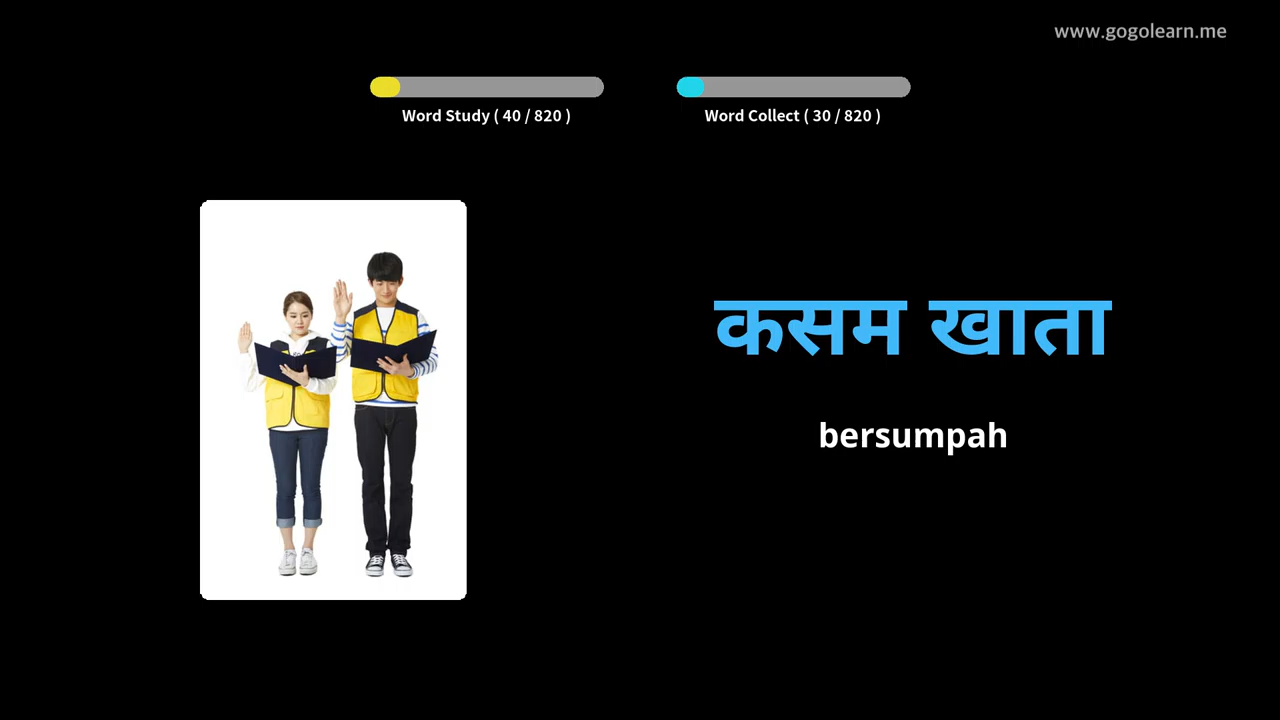 www.gogolearn.me
Word Study ( 40 / 820 )
Word Collect ( 30 / 820 )
कसम खाता
bersumpah